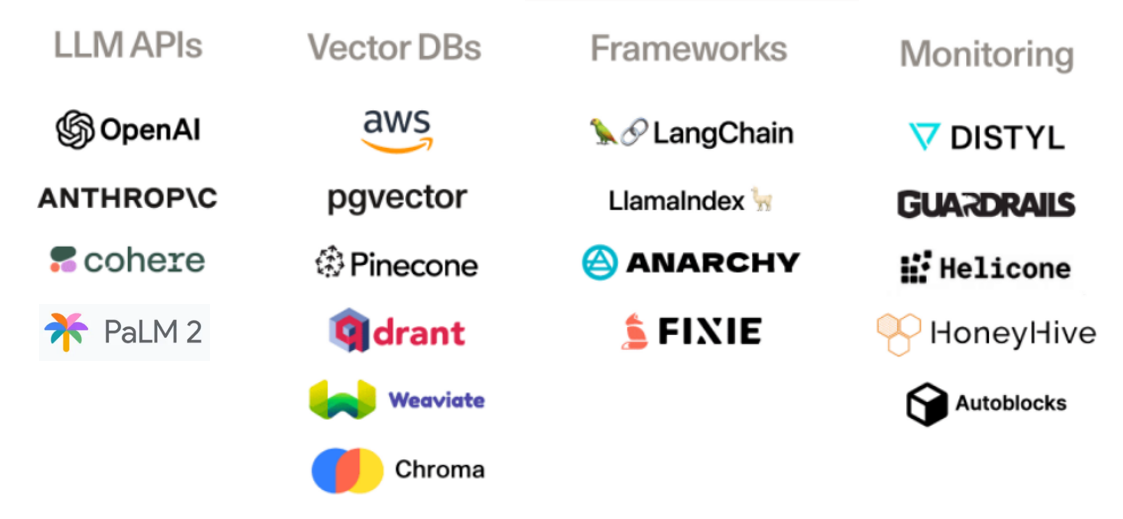 LLM APIs
OpenAI
ANTHROP\C
cohere
PaLM 2
Vector DBs
aws
pgvector
Pinecone
qdrant
Weaviate
Chroma
Frameworks
LangChain
LlamaIndex
ANARCHY
FIXIE
Monitoring
DISTYL
GUARDRAILS
Helicone
HoneyHive
Autoblocks